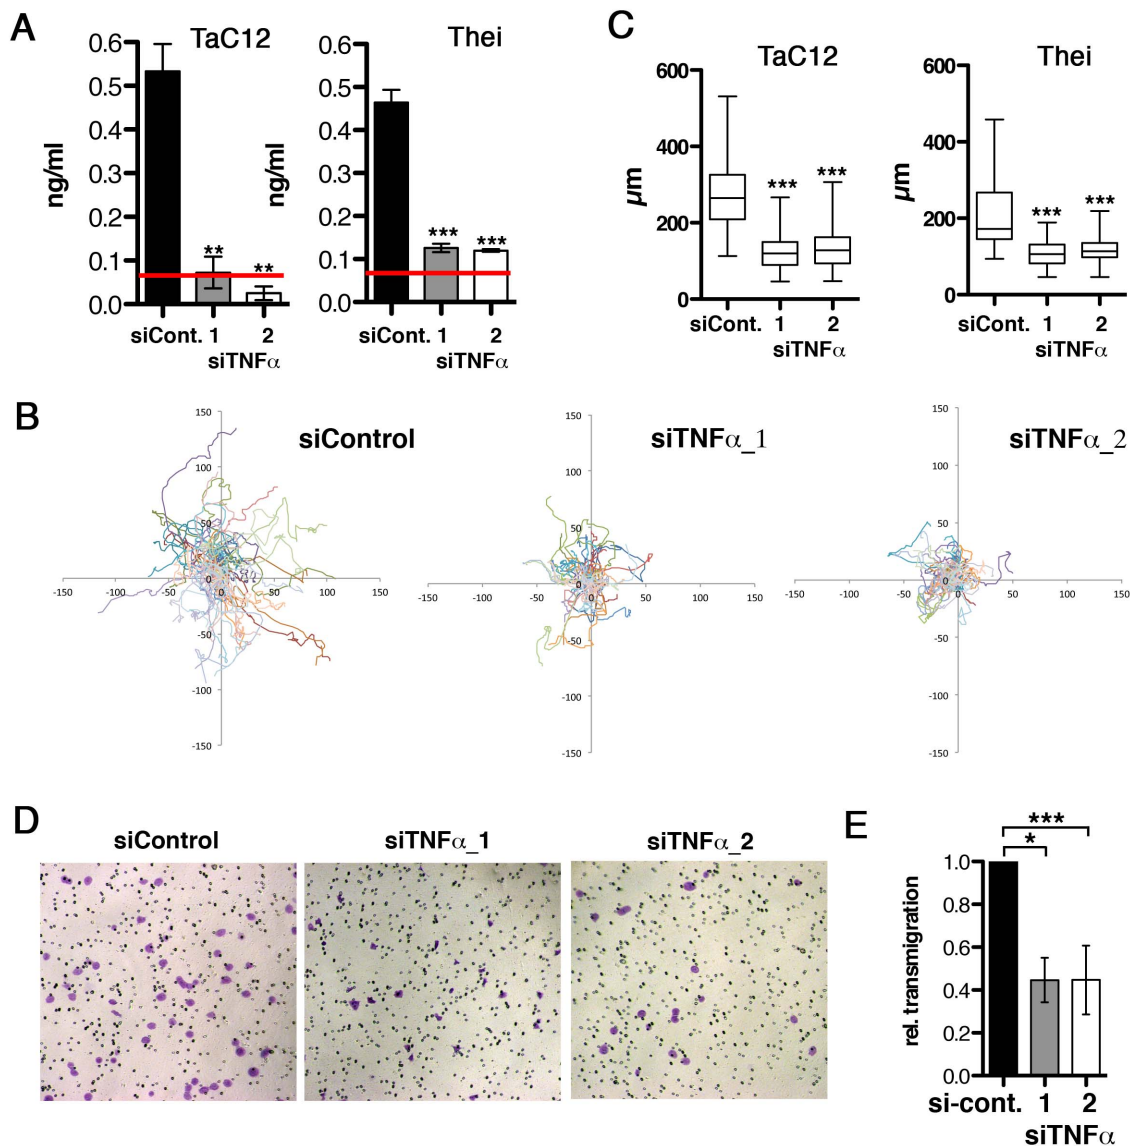 A
TaC12
ng/ml
0.6
0.5
0.4
0.3
0.2
0.1
0.0
**
**
siCont. 1 2
siTNFα
Thei
ng/ml
0.6
0.5
0.4
0.3
0.2
0.1
0.0
***
***
siCont. 1 2
siTNFα
C
TaC12
µm
600
400
200
0
***
***
siCont. 1 2
siTNFα
Thei
µm
600
400
200
0
***
***
siCont. 1 2
siTNFα
B
siControl
150
100
50
0
-50
-100
-150
-150 -100 -50 0 50 100 150
siTNFα_1
150
100
50
0
-50
-100
-150
-150 -100 -50 0 50 100 150
siTNFα_2
150
100
50
0
-50
-100
-150
-150 -100 -50 0 50 100 150
D
siControl
siTNFα_1
siTNFα_2
E
***
*
rel. transmigration
1.0
0.8
0.6
0.4
0.2
0.0
si-cont. 1 2
siTNFα